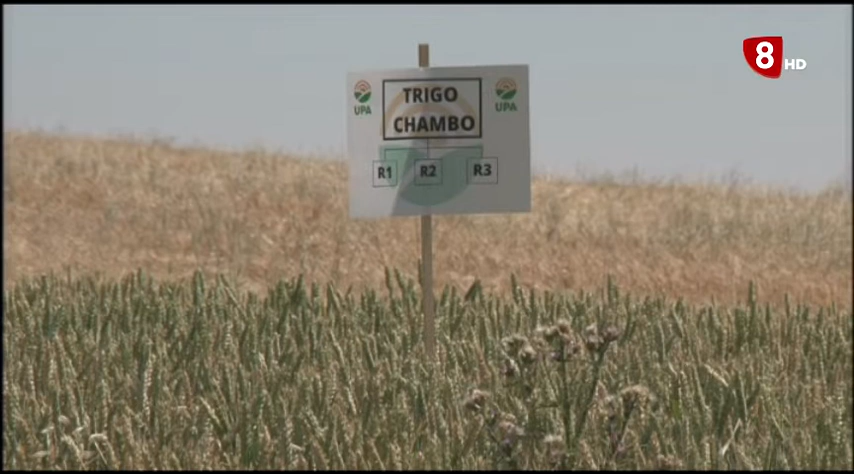 8 HD
TRIGO
CHAMBO
UPA
UPA
R1 R2 R3